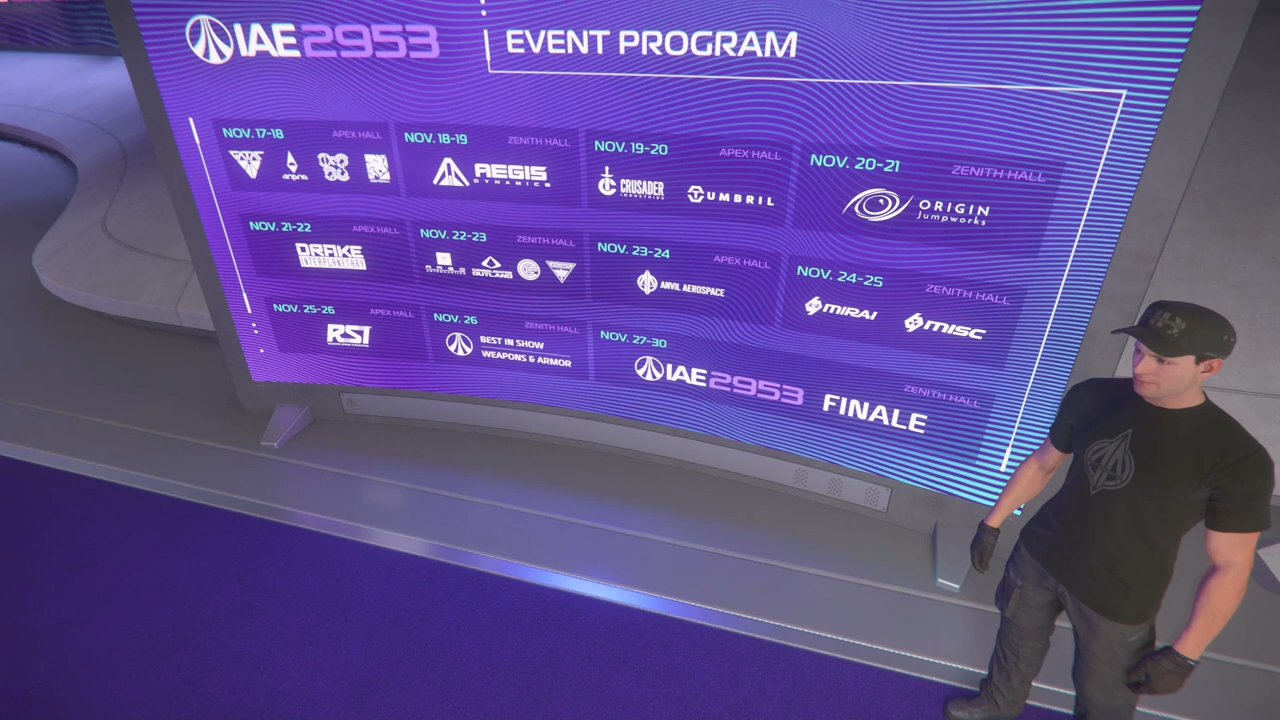 IAE2953
EVENT PROGRAM
NOV. 17-18
APEX HALL
NOV. 18-19
ZENITH HALL
AEGIS
DYNAMICS
NOV. 19-20
APEX HALL
CRUSADER
INDUSTRIES
TUMBRIL
NOV. 20-21
ZENITH HALL
ORIGIN
Jumpworks
NOV. 21-22
APEX HALL
DRAKE
INTERPLANETARY
NOV. 22-23
ZENITH HALL
OUTLAND
NOV. 23-24
APEX HALL
ANVIL AEROSPACE
NOV. 24-25
ZENITH HALL
MIRAI
MISC
NOV. 25-26
APEX HALL
RSI
NOV. 26
ZENITH HALL
BEST IN SHOW
WEAPONS & ARMOR
NOV. 27-30
ZENITH HALL
IAE2953
FINALE